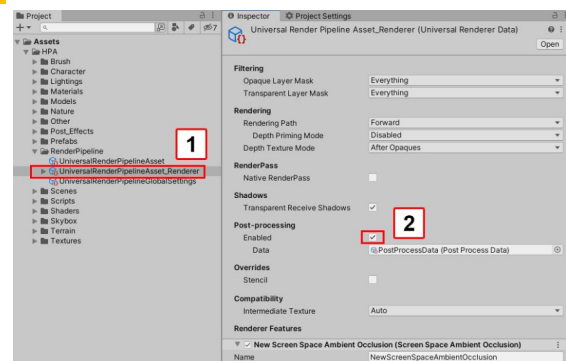 Project
7
Assets
HPA
Brush
Character
Lightings
Materials
Models
Nature
Other
Post_Effects
Prefabs
1
RenderPipeline
UniversalRenderPipelineAsset
UniversalRenderPipelineAsset_Renderer
UniversalRenderPipelineGlobalSettings
Scenes
Scripts
Shaders
Skybox
Terrain
Textures
Inspector Project Settings
Universal Render Pipeline Asset_Renderer (Universal Renderer Data)
Open
Filtering
Opaque Layer Mask Everything
Transparent Layer Mask Everything
Rendering
Rendering Path Forward
Depth Priming Mode Disabled
Depth Texture Mode After Opaques
RenderPass
Native RenderPass
Shadows
Transparent Receive Shadows
Post-processing
2
Enabled
Data PostProcessData (Post Process Data)
Overrides
Stencil
Compatibility
Intermediate Texture Auto
Renderer Features
New Screen Space Ambient Occlusion (Screen Space Ambient Occlusion)
Name NewScreenSpaceAmbientOcclusion